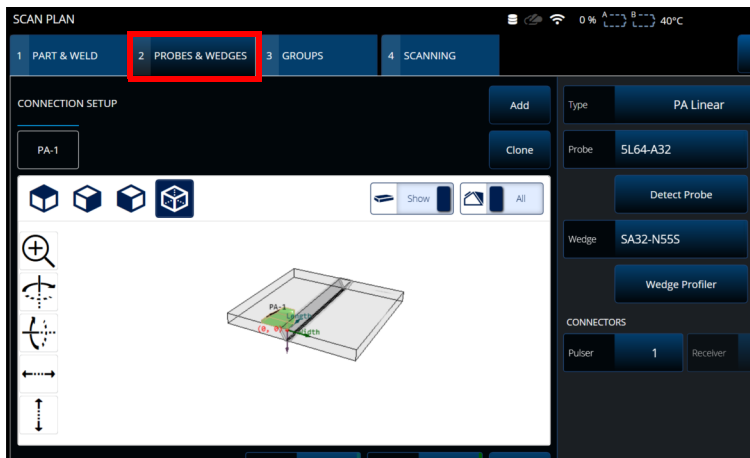 SCAN PLAN
0 % A B 40°C
1 PART & WELD 2 PROBES & WEDGES 3 GROUPS 4 SCANNING
CONNECTION SETUP
Add
Type PA Linear
PA-1
Clone
Probe 5L64-A32
Show
All
Detect Probe
Wedge SA32-N55S
Wedge Profiler
PA-1
Length
(0, 0)
Width
CONNECTORS
Pulser 1 Receiver